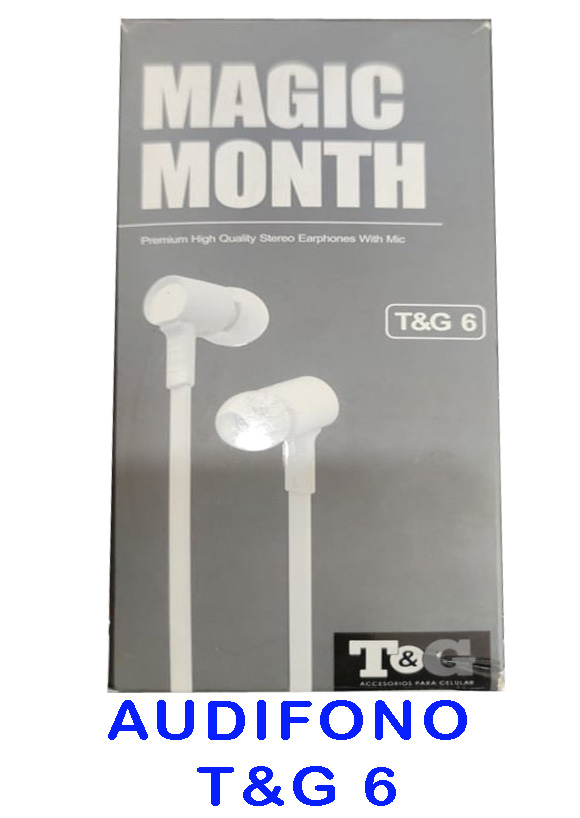 MAGIC
MONTH
Premium High Quality Stereo Earphones With Mic
T&G 6
T&G
ACCESORIOS PARA CELULAR
AUDIFONO
T&G 6